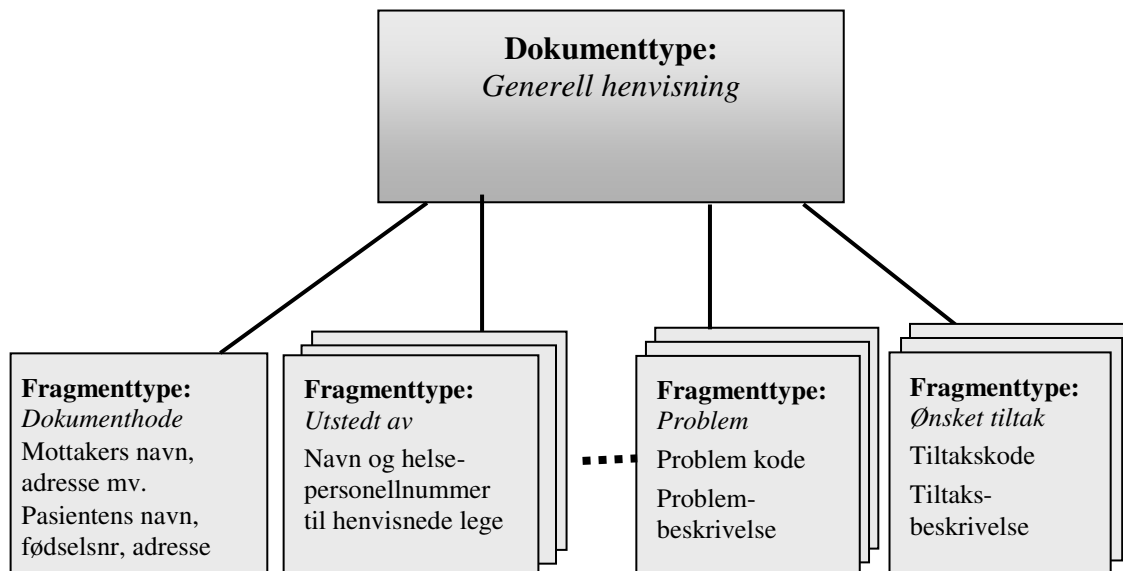 Dokumenttype:
Generell henvisning
Fragmenttype:
Dokumenthode
Mottakers navn,
adresse mv.
Pasientens navn,
fødselsnr, adresse
Fragmenttype:
Utstedt av
Navn og helse-
personellnummer
til henvisnede lege
Fragmenttype:
Problem
Problem kode
Problem-
beskrivelse
Fragmenttype:
Ønsket tiltak
Tiltakskode
Tiltaks-
beskrivelse